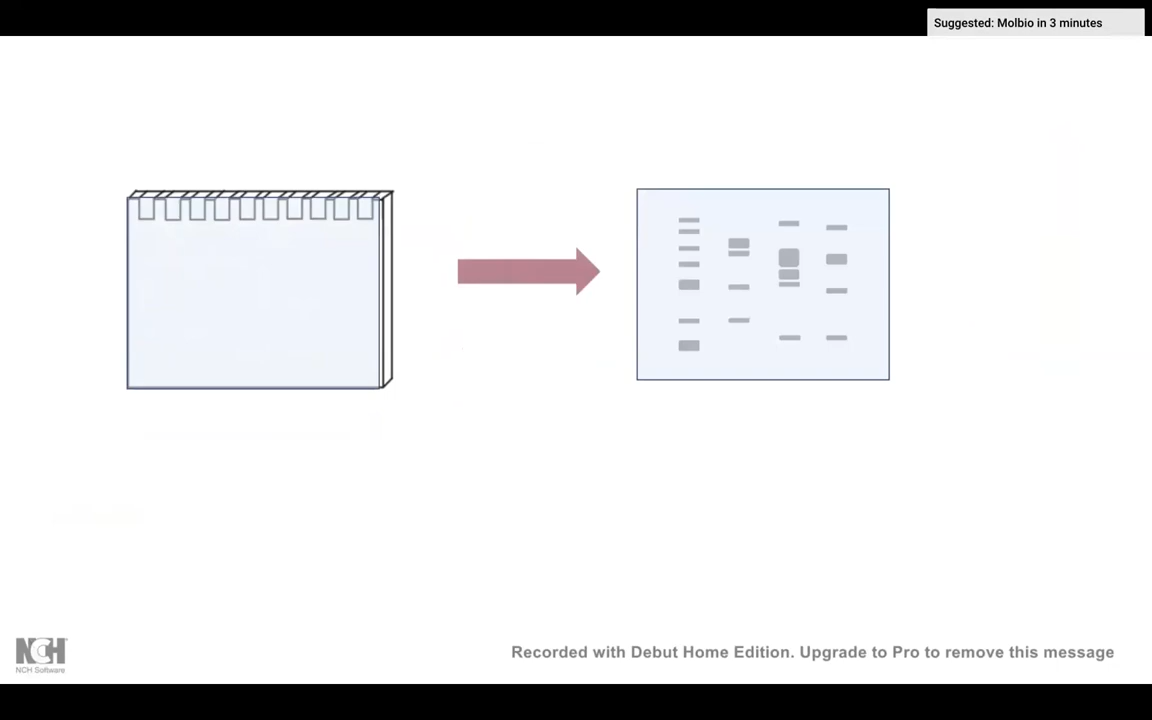 Suggested: Molbio in 3 minutes
NCH
NCH Software
Recorded with Debut Home Edition. Upgrade to Pro to remove this message